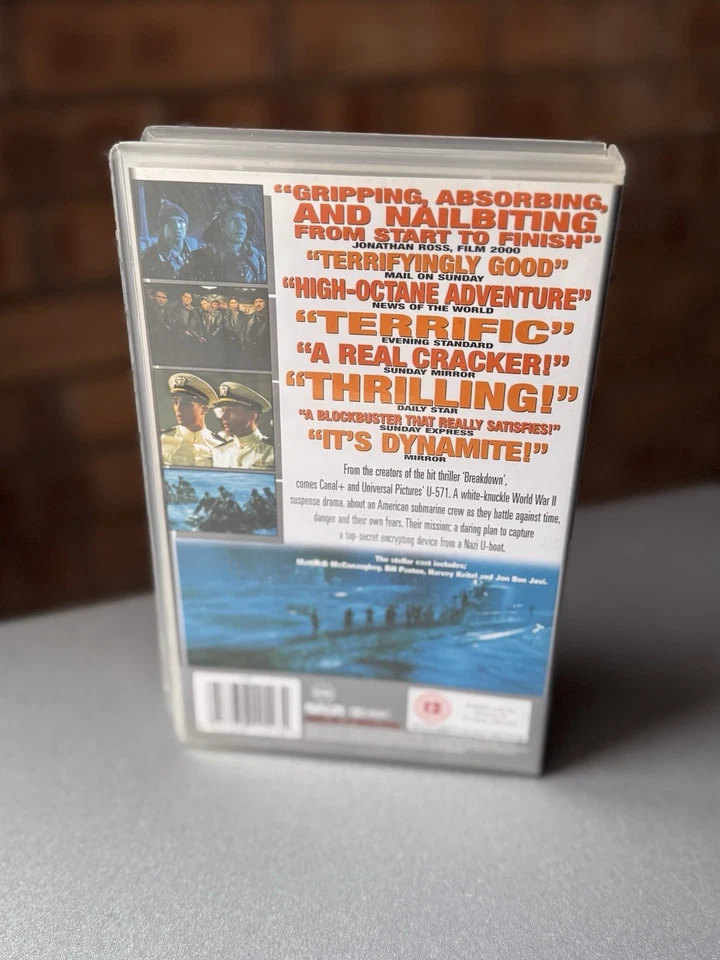 “GRIPPING, ABSORBING,
AND NAILBITING
FROM START TO FINISH”
JONATHAN ROSS, FILM 2000
“TERRIFYINGLY GOOD”
MAIL ON SUNDAY
“HIGH-OCTANE ADVENTURE”
NEWS OF THE WORLD
“TERRIFIC”
EVENING STANDARD
“A REAL CRACKER!”
SUNDAY MIRROR
“THRILLING!”
DAILY STAR
“A BLOCKBUSTER THAT REALLY SATISFIES!”
SUNDAY EXPRESS
“IT'S DYNAMITE!”
MIRROR
From the creators of the hit thriller 'Breakdown',
comes Canal+ and Universal Pictures' U-571. A white-knuckle World War II
suspense drama, about an American submarine crew as they battle against time,
danger and their own fears. Their mission; a daring plan to capture
a top-secret encrypting device from a Nazi U-boat.
The stellar cast includes;
McConaughey, Bill Paxton, Harvey Keitel and Jon Bon Jovi.